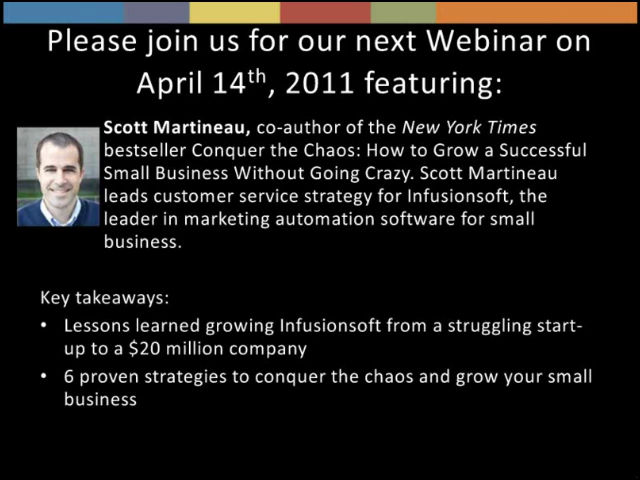 Please join us for our next Webinar on
April 14th, 2011 featuring:
Scott Martineau, co-author of the New York Times
bestseller Conquer the Chaos: How to Grow a Successful
Small Business Without Going Crazy. Scott Martineau
leads customer service strategy for Infusionsoft, the
leader in marketing automation software for small
business.
Key takeaways:
• Lessons learned growing Infusionsoft from a struggling start-
up to a $20 million company
• 6 proven strategies to conquer the chaos and grow your small
business